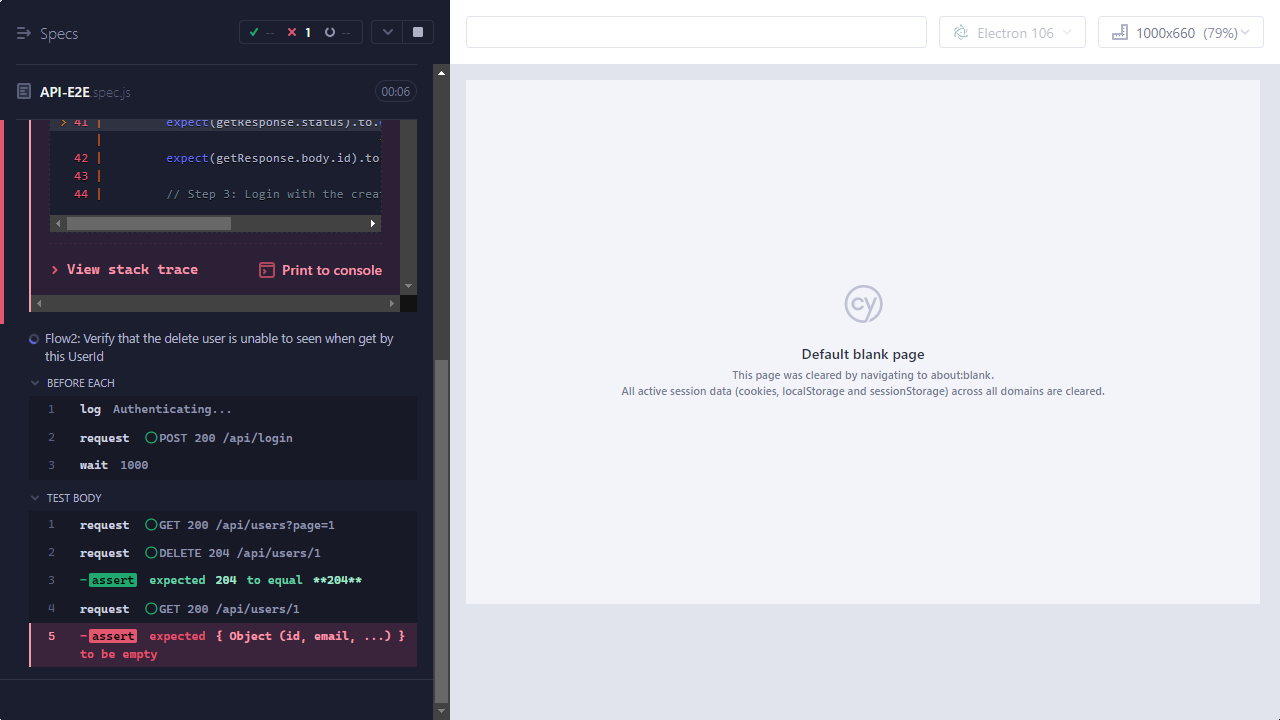 Specs
-- 1 --
Electron 106
1000x660 (79%)
API-E2E spec.js
00:06
> 41 | expect(getResponse.status).to.
|
42 | expect(getResponse.body.id).to
43 |
44 | // Step 3: Login with the crea
View stack trace
Print to console
Flow2: Verify that the delete user is unable to seen when get by
this UserId
BEFORE EACH
1 log Authenticating...
2 request POST 200 /api/login
3 wait 1000
TEST BODY
1 request GET 200 /api/users?page=1
2 request DELETE 204 /api/users/1
3 -assert expected 204 to equal **204**
4 request GET 200 /api/users/1
5 -assert expected { Object (id, email, ...) }
to be empty
cy
Default blank page
This page was cleared by navigating to about:blank.
All active session data (cookies, localStorage and sessionStorage) across all domains are cleared.